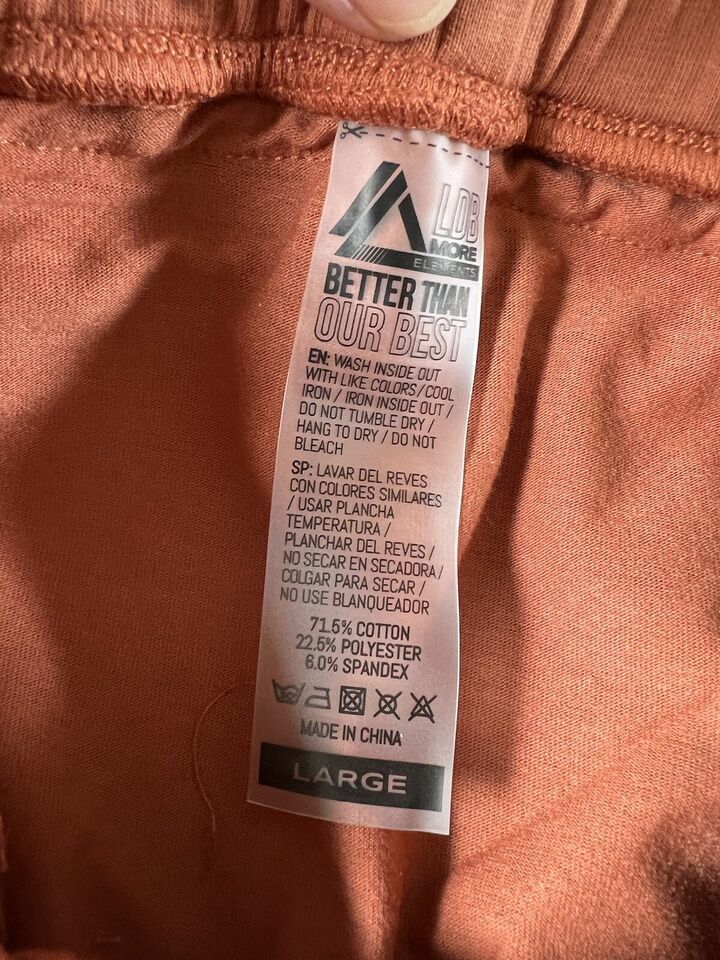 LDB
MORE
ELEMENTS
BETTER THAN
OUR BEST
EN: WASH INSIDE OUT
WITH LIKE COLORS/COOL
IRON / IRON INSIDE OUT /
DO NOT TUMBLE DRY /
HANG TO DRY / DO NOT
BLEACH
SP: LAVAR DEL REVES
CON COLORES SIMILARES
/ USAR PLANCHA
TEMPERATURA /
PLANCHAR DEL REVES /
NO SECAR EN SECADORA/
COLGAR PARA SECAR /
NO USE BLANQUEADOR
71.5% COTTON
22.5% POLYESTER
6.0% SPANDEX
MADE IN CHINA
LARGE